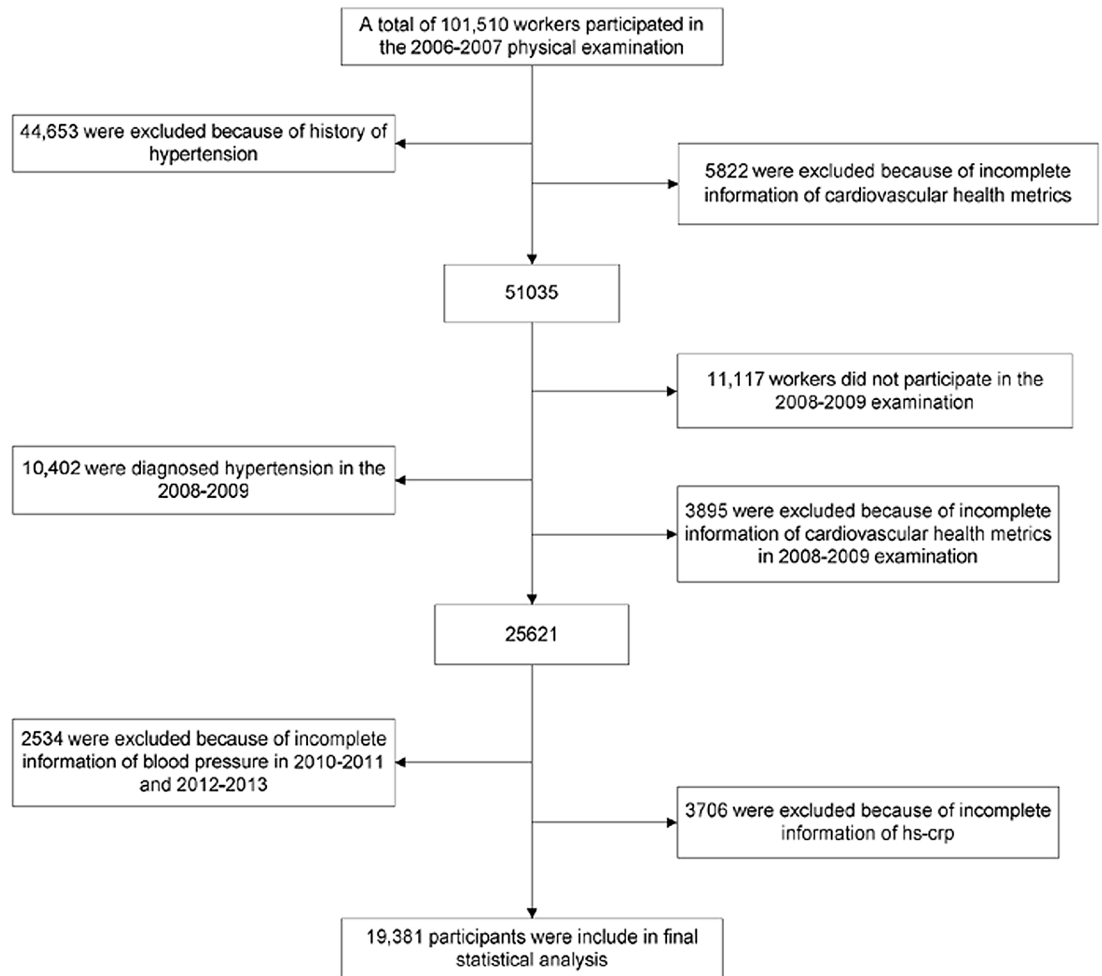 A total of 101,510 workers participated in
the 2006-2007 physical examination
44,653 were excluded because of history of
hypertension
5822 were excluded because of incomplete
information of cardiovascular health metrics
51035
11,117 workers did not participate in the
2008-2009 examination
10,402 were diagnosed hypertension in the
2008-2009
3895 were excluded because of incomplete
information of cardiovascular health metrics
in 2008-2009 examination
25621
2534 were excluded because of incomplete
information of blood pressure in 2010-2011
and 2012-2013
3706 were excluded because of incomplete
information of hs-crp
19,381 participants were include in final
statistical analysis